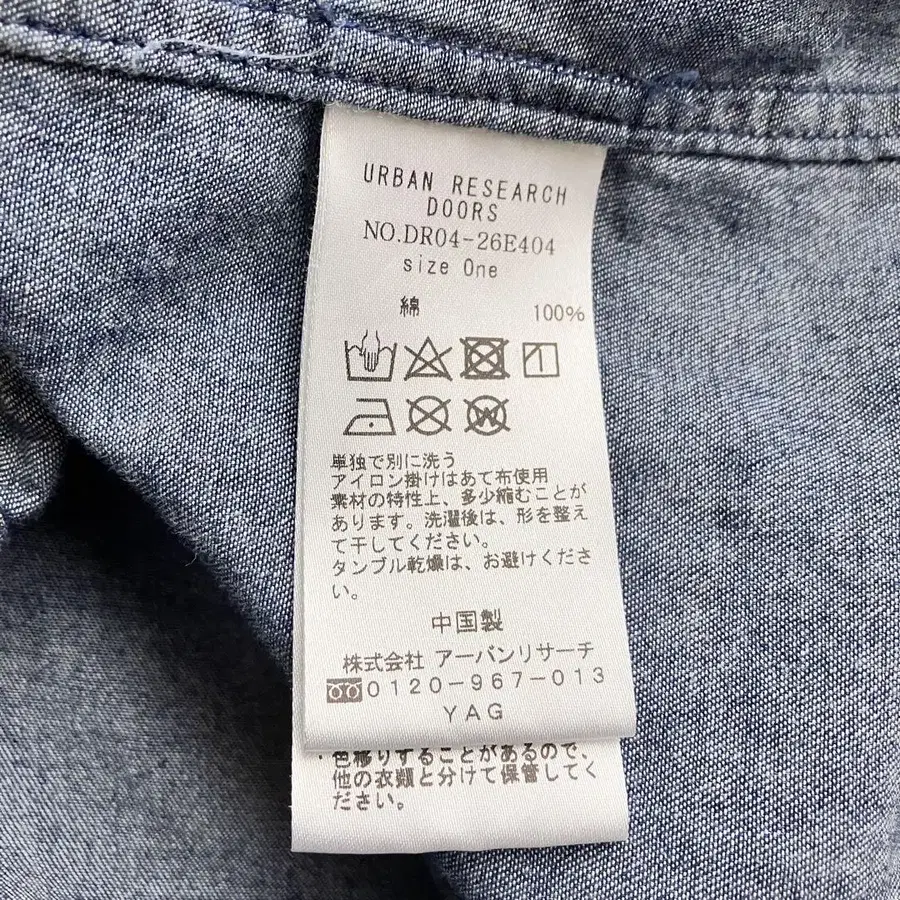 URBAN RESEARCH
DOORS
NO.DR04-26E404
size One
綿 100%
単独で別に洗う
アイロン掛けはあて布使用
素材の特性上、多少縮むことが
あります。洗濯後は、形を整え
て干してください。
タンブル乾燥は、お避けくださ
い。
中国製
株式会社 アーバンリサーチ
0120-967-013
YAG
・色移りすることがあるので、
他の衣類と分けて保管してく
ださい。